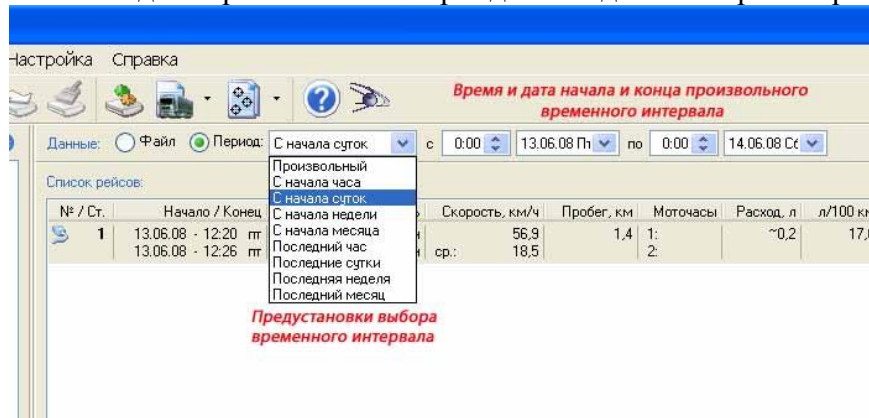 Настройка Справка
Время и дата начала и конца произвольного
временного интервала
Данные: Файл Период: С начала суток с 0:00 13.06.08 Пт по 0:00 14.06.08 Сб
Произвольный
С начала часа
С начала суток
С начала недели
С начала месяца
Последний час
Последние сутки
Последняя неделя
Последний месяц
Список рейсов:
№ / Ст. Начало / Конец Скорость, км/ч Пробег, км Моточасы Расход, л л/100 км
1 13.06.08 - 12:20 пт 56,9 1,4 1: ~0,2 17,
13.06.08 - 12:26 пт ср.: 18,5 2:
Предустановки выбора
временного интервала